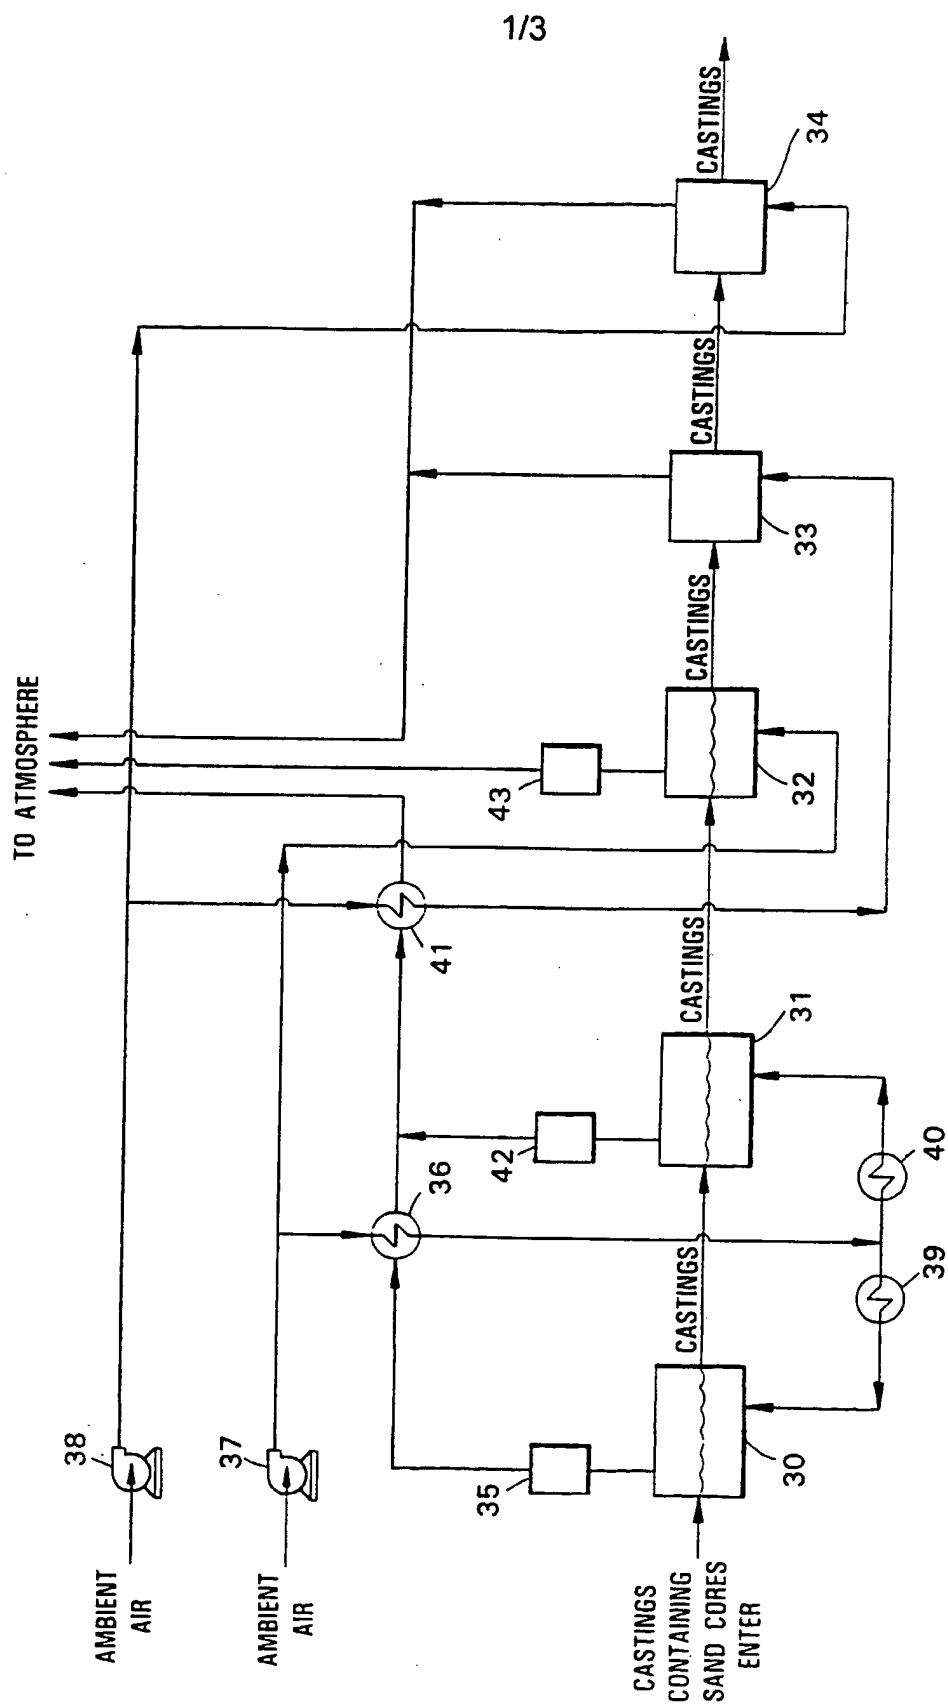 1/3
TO ATMOSPHERE
AMBIENT
AIR
38
AMBIENT
AIR
37
CASTINGS
CONTAINING
SAND CORES
ENTER
35
30
CASTINGS
36
39
40
42
31
CASTINGS
41
43
32
CASTINGS
33
CASTINGS
34
CASTINGS